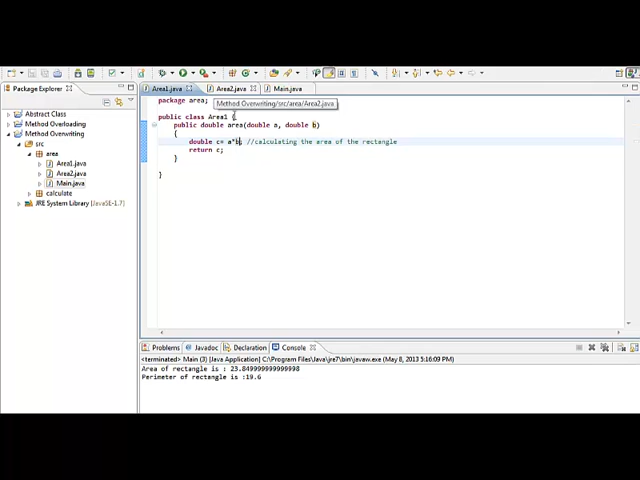 Package Explorer
Area1.java
Area2.java
Main.java
Abstract Class
Method Overloading
Method Overwriting
src
area
Area1.java
Area2.java
Main.java
calculate
JRE System Library [JavaSE-1.7]
package area;
Method Overwriting/src/area/Area2.java
public class Area1 {
public double area(double a, double b)
{
double c= a*b; //calculating the area of the rectangle
return c;
}
}
Problems
Javadoc
Declaration
Console
<terminated> Main (3) [Java Application] C:\Program Files\Java\jre7\bin\javaw.exe (May 8, 2013 5:16:09 PM)
Area of rectangle is : 23.849999999999998
Perimeter of rectangle is :19.6